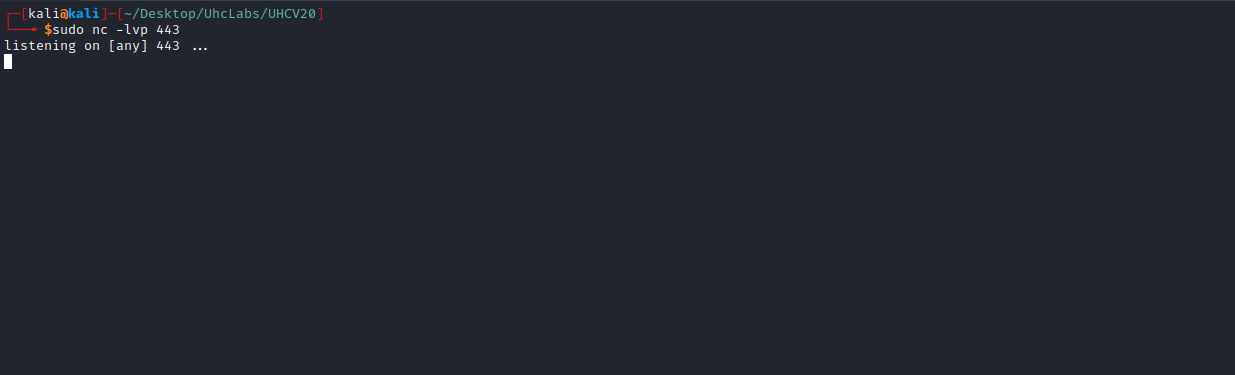 ┌─[kali@kali]─[~/Desktop/UhcLabs/UHCV20]
└──╼ $sudo nc -lvp 443
listening on [any] 443 ...